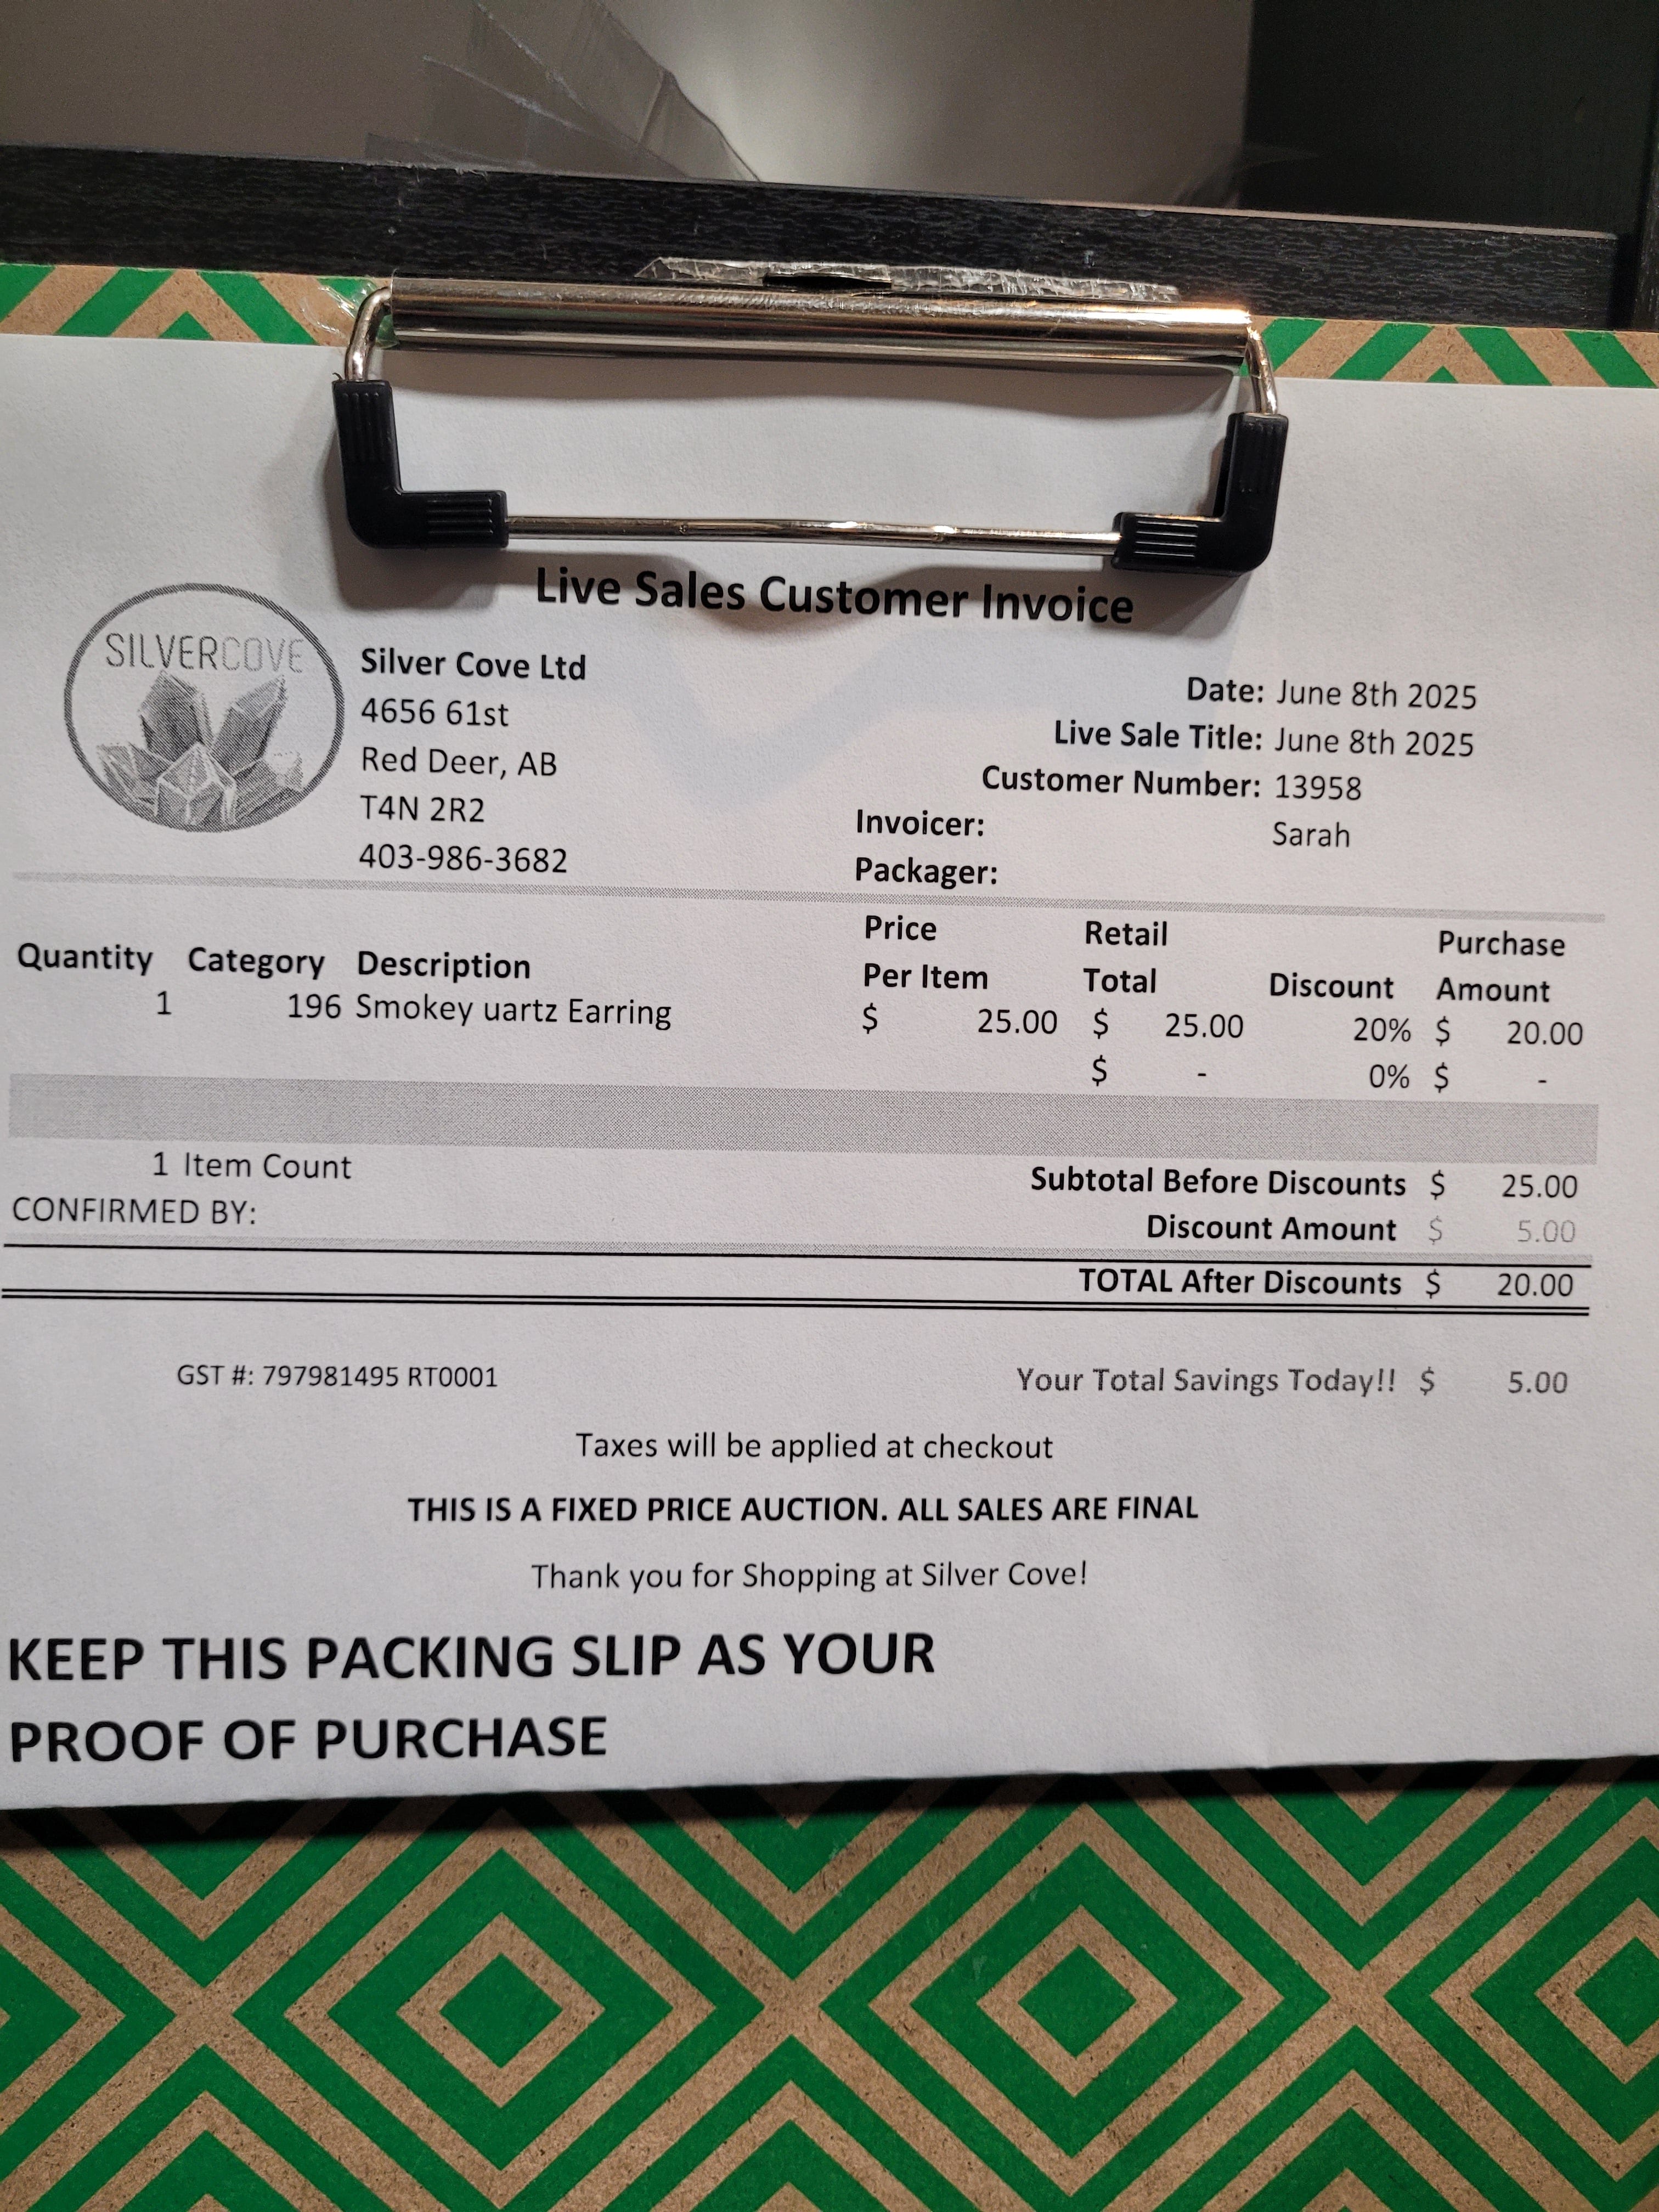 Live Sales Customer Invoice
SILVERCOVE
Silver Cove Ltd
4656 61st
Red Deer, AB
T4N 2R2
403-986-3682
Date: June 8th 2025
Live Sale Title: June 8th 2025
Customer Number: 13958
Invoicer: Sarah
Packager:
Quantity Category Description Price Per Item Retail Total Discount Purchase Amount
1 196 Smokey uartz Earring $ 25.00 $ 25.00 20% $ 20.00
$ - 0% $ -
1 Item Count
CONFIRMED BY:
Subtotal Before Discounts $ 25.00
Discount Amount $ 5.00
TOTAL After Discounts $ 20.00
GST #: 797981495 RT0001
Your Total Savings Today!! $ 5.00
Taxes will be applied at checkout
THIS IS A FIXED PRICE AUCTION. ALL SALES ARE FINAL
Thank you for Shopping at Silver Cove!
KEEP THIS PACKING SLIP AS YOUR
PROOF OF PURCHASE